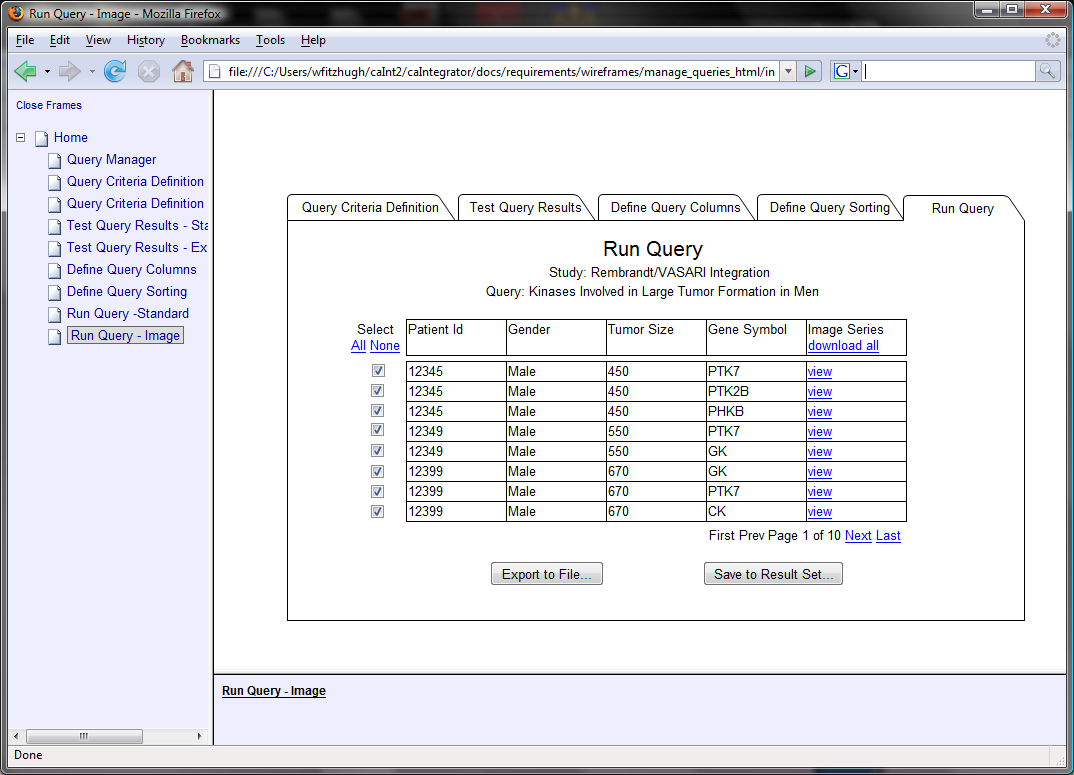 Run Query - Image - Mozilla Firefox
File Edit View History Bookmarks Tools Help
file:///C:/Users/wfitzhugh/caInt2/caIntegrator/docs/requirements/wireframes/manage_queries_html/in
G
Close Frames
Home
Query Manager
Query Criteria Definition
Query Criteria Definition
Test Query Results - Sta
Test Query Results - Ex
Define Query Columns
Define Query Sorting
Run Query -Standard
Run Query - Image
Query Criteria Definition Test Query Results Define Query Columns Define Query Sorting Run Query
Run Query
Study: Rembrandt/VASARI Integration
Query: Kinases Involved in Large Tumor Formation in Men
Select Patient Id Gender Tumor Size Gene Symbol Image Series
All None download all
12345 Male 450 PTK7 view
12345 Male 450 PTK2B view
12345 Male 450 PHKB view
12349 Male 550 PTK7 view
12349 Male 550 GK view
12399 Male 670 GK view
12399 Male 670 PTK7 view
12399 Male 670 CK view
First Prev Page 1 of 10 Next Last
Export to File... Save to Result Set...
Run Query - Image
Done